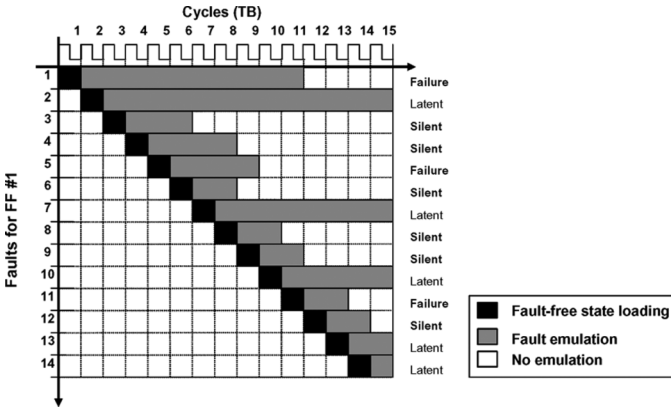 Cycles (TB)
1 2 3 4 5 6 7 8 9 10 11 12 13 14 15
Faults for FF #1
1 Failure
2 Latent
3 Silent
4 Silent
5 Failure
6 Silent
7 Latent
8 Silent
9 Silent
10 Latent
11 Failure
12 Silent
13 Latent
14 Latent
Fault-free state loading
Fault emulation
No emulation